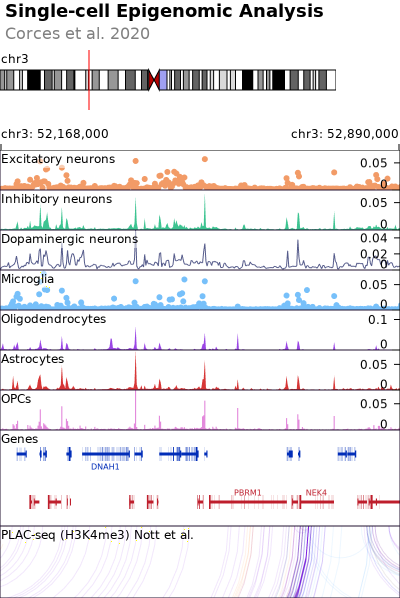 Single-cell Epigenomic Analysis
Corces et al. 2020
chr3
chr3: 52,168,000
chr3: 52,890,000
Excitatory neurons
0.05
0
Inhibitory neurons
0.05
0
Dopaminergic neurons
0.04
0.02
0
Microglia
0.05
0
Oligodendrocytes
0.1
0
Astrocytes
0.05
0
OPCs
0.05
0
Genes
DNAH1
PBRM1
NEK4
PLAC-seq (H3K4me3) Nott et al.